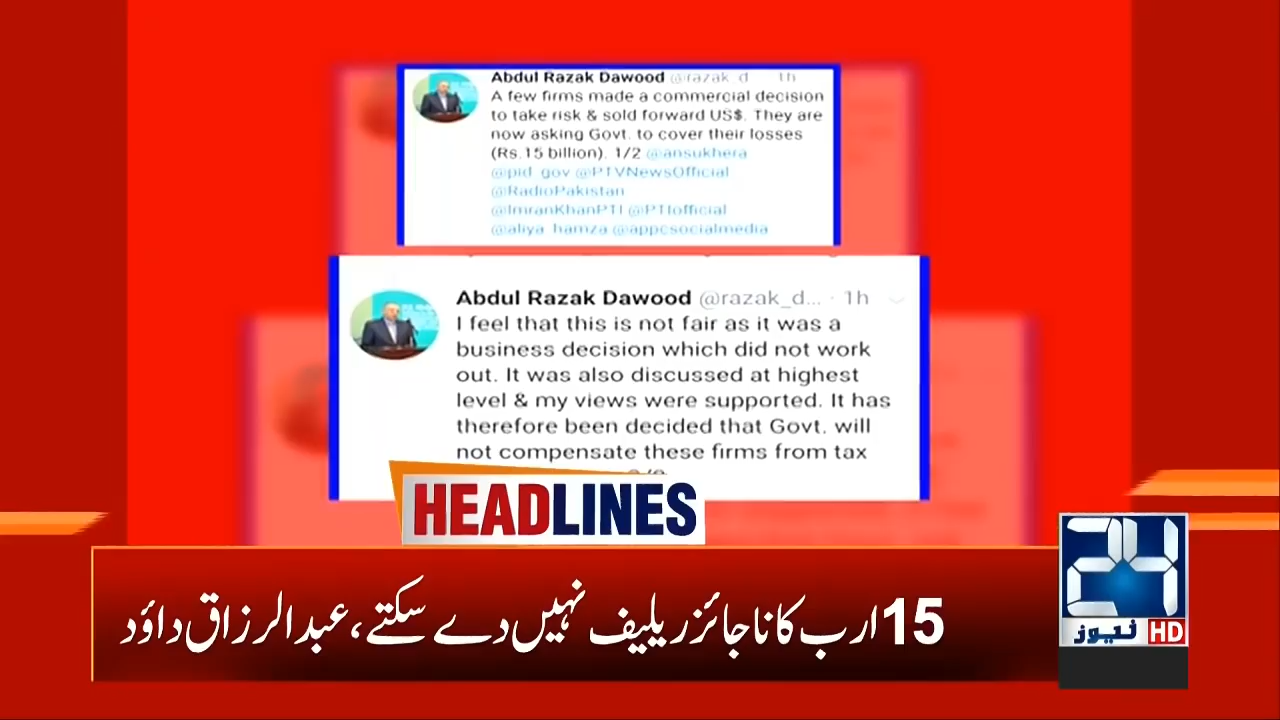 Abdul Razak Dawood @razak_d 1h
A few firms made a commercial decision
to take risk & sold forward US$. They are
now asking Govt. to cover their losses
(Rs.15 billion). 1/2 @ansukhera
@pid_gov @PTVNewsOfficial
@RadioPakistan
@ImranKhanPTI @PTIofficial
@aliya_hamza @appcsocialmedia
Abdul Razak Dawood @razak_d... · 1h
I feel that this is not fair as it was a
business decision which did not work
out. It was also discussed at highest
level & my views were supported. It has
therefore been decided that Govt. will
not compensate these firms from tax
HEADLINES
15 ارب کا ناجائز ریلیف نہیں دے سکتے، عبدالرزاق داؤد
24
نیوز HD